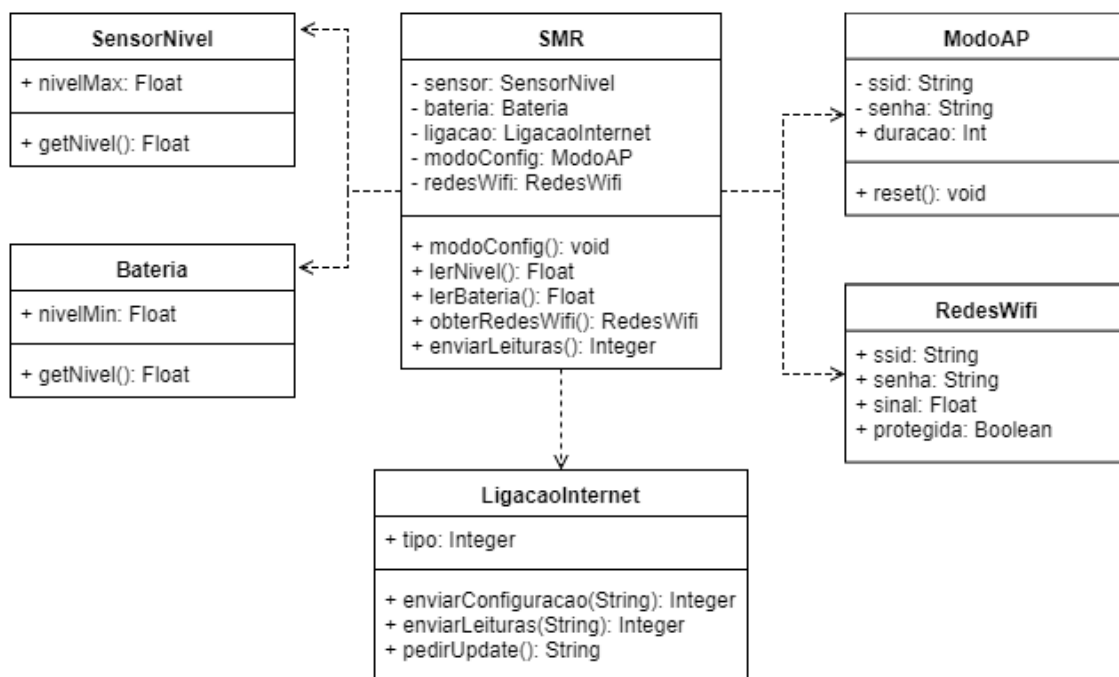 SensorNivel
+ nivelMax: Float
+ getNivel(): Float
Bateria
+ nivelMin: Float
+ getNivel(): Float
SMR
- sensor: SensorNivel
- bateria: Bateria
- ligacao: LigacaoInternet
- modoConfig: ModoAP
- redesWifi: RedesWifi
+ modoConfig(): void
+ lerNivel(): Float
+ lerBateria(): Float
+ obterRedesWifi(): RedesWifi
+ enviarLeituras(): Integer
ModoAP
- ssid: String
- senha: String
+ duracao: Int
+ reset(): void
RedesWifi
+ ssid: String
+ senha: String
+ sinal: Float
+ protegida: Boolean
LigacaoInternet
+ tipo: Integer
+ enviarConfiguracao(String): Integer
+ enviarLeituras(String): Integer
+ pedirUpdate(): String